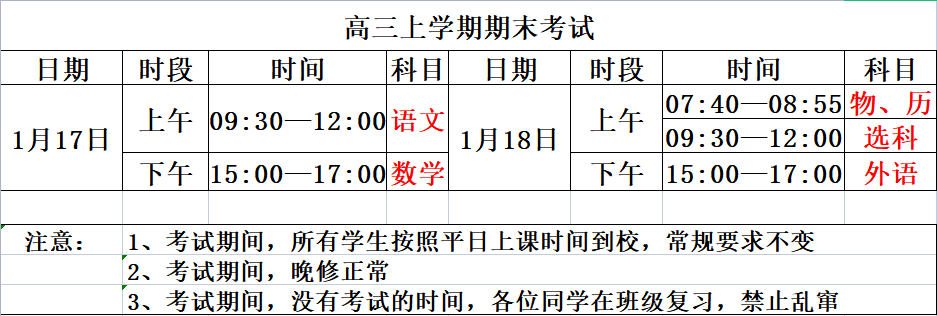 高三上学期期末考试
日期 时段 时间 科目 日期 时段 时间 科目
1月17日 上午 09:30—12:00 语文 1月18日 上午 07:40—08:55 物、历
09:30—12:00 选科
下午 15:00—17:00 数学 下午 15:00—17:00 外语
注意： 1、考试期间，所有学生按照平日上课时间到校，常规要求不变
2、考试期间，晚修正常
3、考试期间，没有考试的时间，各位同学在班级复习，禁止乱窜